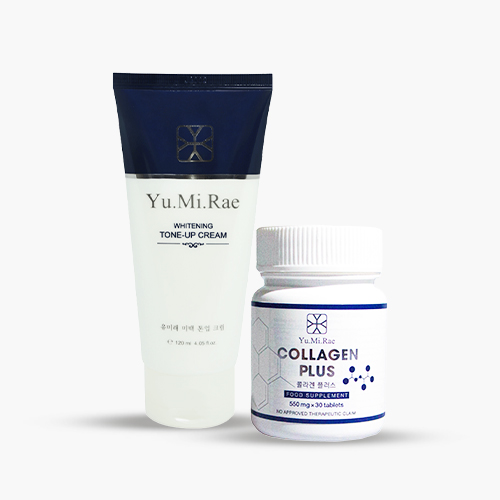 Yu.Mi.Rae
WHITENING
TONE-UP CREAM
유미래 미백 톤업 크림
Yu.Mi.Rae
COLLAGEN
PLUS
콜라겐 플러스
FOOD SUPPLEMENT
550 mg x 30 tablets
NO APPROVED THERAPEUTIC CLAIM